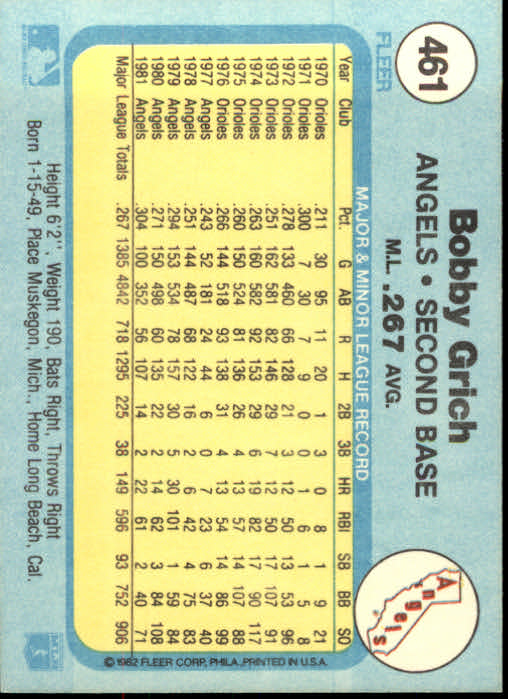 461
FLEER
Bobby Grich
ANGELS • SECOND BASE
M.L. .267 AVG.
Angels
MAJOR & MINOR LEAGUE RECORD
Year Club Pct. G AB R H 2B 3B HR RBI SB BB SO
1970 Orioles .211 30 95 11 20 1 3 0 8 1 9 21
1971 Orioles .300 7 30 7 9 0 0 1 6 1 5 8
1972 Orioles .278 133 460 66 128 21 3 12 50 13 53 96
1973 Orioles .251 162 581 82 146 29 7 12 50 17 107 91
1974 Orioles .263 160 582 92 153 29 6 19 82 17 90 117
1975 Orioles .260 150 524 81 136 26 4 13 57 14 107 88
1976 Orioles .266 144 518 93 138 31 4 13 54 14 86 99
1977 Angels .243 52 181 24 44 6 0 7 23 6 37 40
1978 Angels .251 144 487 68 122 16 2 6 42 4 75 83
1979 Angels .294 153 534 78 157 30 5 30 101 1 59 84
1980 Angels .271 150 498 60 135 22 2 14 62 3 84 108
1981 Angels .304 100 352 56 107 14 2 22 61 2 40 71
Major League Totals .267 1385 4842 718 1295 225 38 149 596 93 752 906
© 1982 FLEER CORP., PHILA., PRINTED IN U.S.A.
Height 6'2", Weight 190, Bats Right, Throws Right
Born 1-15-49, Place Muskegon, Mich., Home Long Beach, Cal.